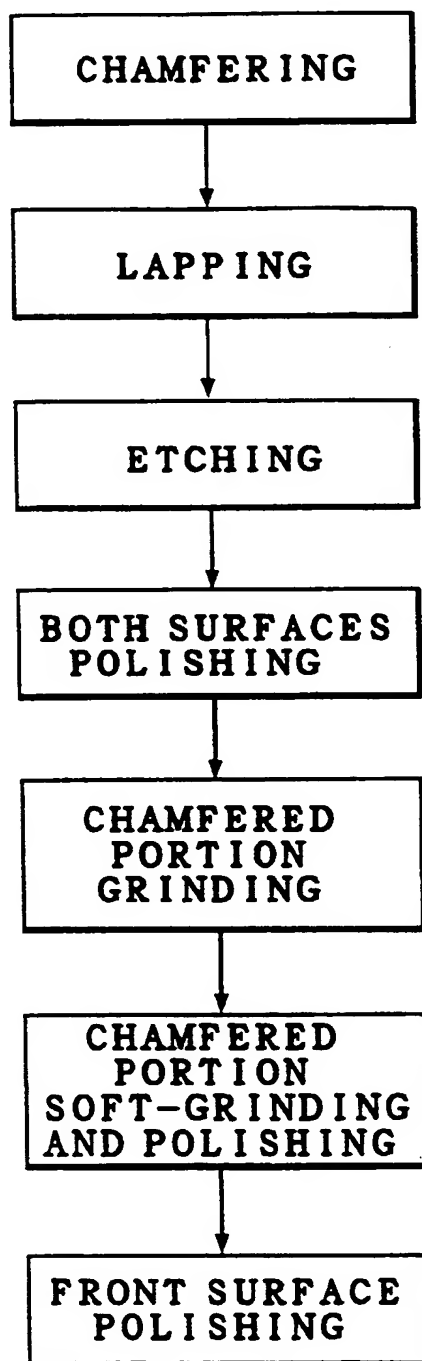 CHAMFERING
LAPPING
ETCHING
BOTH SURFACES
POLISHING
CHAMFERED
PORTION
GRINDING
CHAMFERED
PORTION
SOFT-GRINDING
AND POLISHING
FRONT SURFACE
POLISHING